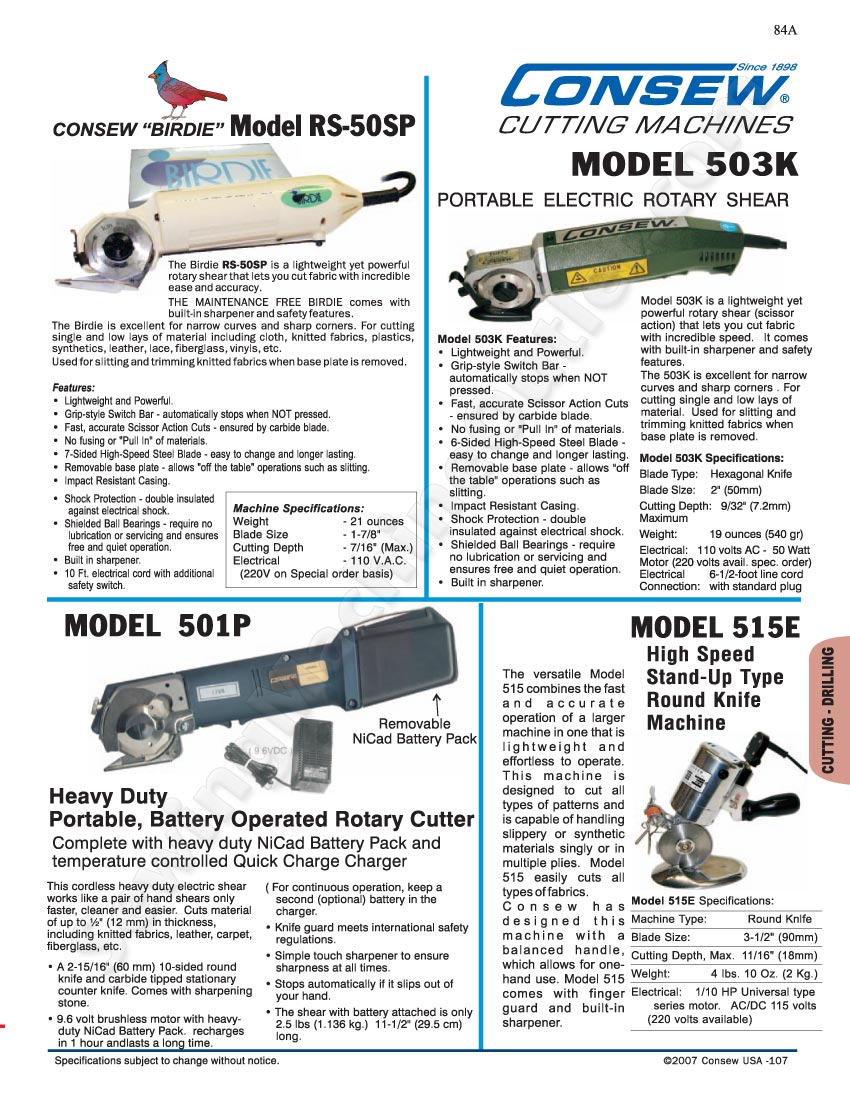 84A
CONSEW "BIRDIE" Model RS-50SP
BIRDIE
BIRDIE
The Birdie RS-50SP is a lightweight yet powerful
rotary shear that lets you cut fabric with incredible
ease and accuracy.
THE MAINTENANCE FREE BIRDIE comes with
built-in sharpener and safety features.
The Birdie is excellent for narrow curves and sharp corners. For cutting
single and low lays of material including cloth, knitted fabrics, plastics,
synthetics, leather, lace, fiberglass, vinyls, etc.
Used for slitting and trimming knitted fabrics when base plate is removed.
Features:
• Lightweight and Powerful.
• Grip-style Switch Bar - automatically stops when NOT pressed.
• Fast, accurate Scissor Action Cuts - ensured by carbide blade.
• No fusing or "Pull In" of materials.
• 7-Sided High-Speed Steel Blade - easy to change and longer lasting.
• Removable base plate - allows "off the table" operations such as slitting.
• Impact Resistant Casing.
• Shock Protection - double insulated
against electrical shock.
• Shielded Ball Bearings - require no
lubrication or servicing and ensures
free and quiet operation.
• Built in sharpener.
• 10 Ft. electrical cord with additional
safety switch.
Machine Specifications:
Weight - 21 ounces
Blade Size - 1-7/8"
Cutting Depth - 7/16" (Max.)
Electrical - 110 V.A.C.
(220V on Special order basis)
Since 1898
CONSEW®
CUTTING MACHINES
MODEL 503K
PORTABLE ELECTRIC ROTARY SHEAR
CONSEW
CAUTION
Model 503K Features:
• Lightweight and Powerful.
• Grip-style Switch Bar -
automatically stops when NOT
pressed.
• Fast, accurate Scissor Action Cuts
- ensured by carbide blade.
• No fusing or "Pull In" of materials.
• 6-Sided High-Speed Steel Blade -
easy to change and longer lasting.
• Removable base plate - allows "off
the table" operations such as
slitting.
• Impact Resistant Casing.
• Shock Protection - double
insulated against electrical shock.
• Shielded Ball Bearings - require
no lubrication or servicing and
ensures free and quiet operation.
• Built in sharpener.
Model 503K is a lightweight yet
powerful rotary shear (scissor
action) that lets you cut fabric
with incredible speed. It comes
with built-in sharpener and safety
features.
The 503K is excellent for narrow
curves and sharp corners . For
cutting single and low lays of
material. Used for slitting and
trimming knitted fabrics when
base plate is removed.
Model 503K Specifications:
Blade Type: Hexagonal Knife
Blade Size: 2" (50mm)
Cutting Depth: 9/32" (7.2mm)
Maximum
Weight: 19 ounces (540 gr)
Electrical: 110 volts AC - 50 Watt
Motor (220 volts avail. spec. order)
Electrical 6-1/2-foot line cord
Connection: with standard plug
MODEL 501P
CONSEW
Removable
NiCad Battery Pack
( 9.6VDC )
Heavy Duty
Portable, Battery Operated Rotary Cutter
Complete with heavy duty NiCad Battery Pack and
temperature controlled Quick Charge Charger
This cordless heavy duty electric shear
works like a pair of hand shears only
faster, cleaner and easier. Cuts material
of up to ½" (12 mm) in thickness,
including knitted fabrics, leather, carpet,
fiberglass, etc.
• A 2-15/16" (60 mm) 10-sided round
knife and carbide tipped stationary
counter knife. Comes with sharpening
stone.
• 9.6 volt brushless motor with heavy-
duty NiCad Battery Pack. recharges
in 1 hour andlasts a long time.
( For continuous operation, keep a
second (optional) battery in the
charger.
• Knife guard meets international safety
regulations.
• Simple touch sharpener to ensure
sharpness at all times.
• Stops automatically if it slips out of
your hand.
• The shear with battery attached is only
2.5 lbs (1.136 kg.) 11-1/2" (29.5 cm)
long.
MODEL 515E
High Speed
Stand-Up Type
Round Knife
Machine
The versatile Model
515 combines the fast
and accurate
operation of a larger
machine in one that is
lightweight and
effortless to operate.
This machine is
designed to cut all
types of patterns and
is capable of handling
slippery or synthetic
materials singly or in
multiple plies. Model
515 easily cuts all
types of fabrics.
Consew has
designed this
machine with a
balanced handle,
which allows for one-
hand use. Model 515
comes with finger
guard and built-in
sharpener.
Model 515E Specifications:
Machine Type: Round Knife
Blade Size: 3-1/2" (90mm)
Cutting Depth, Max. 11/16" (18mm)
Weight: 4 lbs. 10 Oz. (2 Kg.)
Electrical: 1/10 HP Universal type
series motor. AC/DC 115 volts
(220 volts available)
CUTTING - DRILLING
Specifications subject to change without notice.
©2007 Consew USA -107